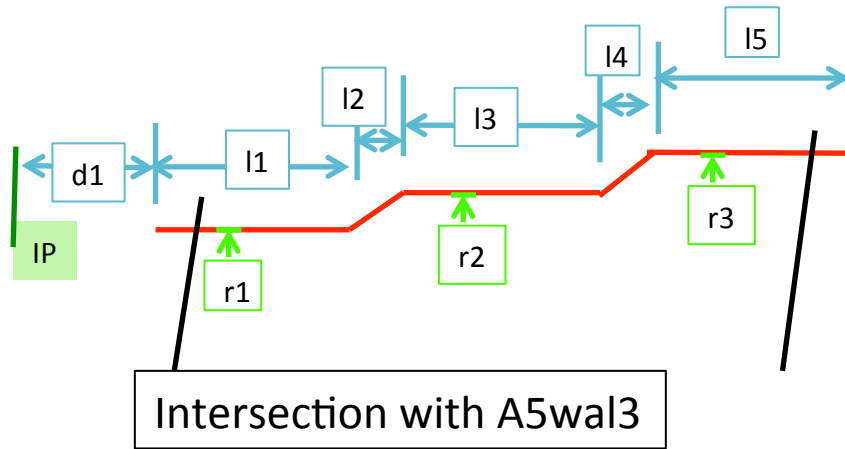 l5
l4
l2
l3
d1
l1
IP
r1
r2
r3
Intersection with A5wal3